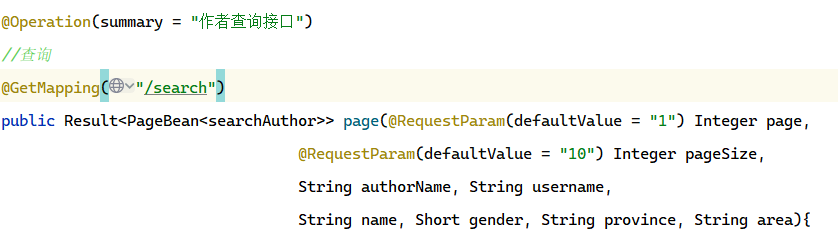 @Operation(summary = "作者查询接口")
//查询
@GetMapping("/search")
public Result<PageBean<searchAuthor>> page(@RequestParam(defaultValue = "1") Integer page,
@RequestParam(defaultValue = "10") Integer pageSize,
String authorName, String username,
String name, Short gender, String province, String area){